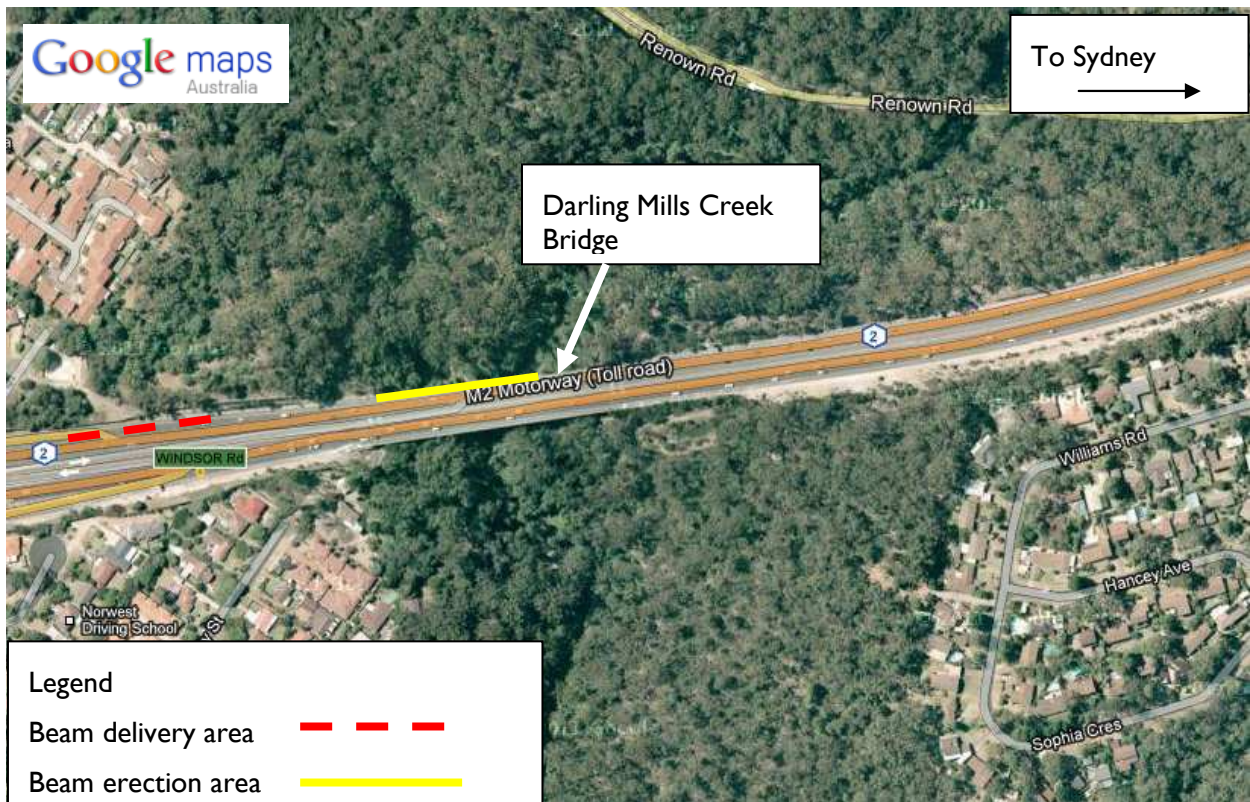 Google maps
Australia
To Sydney
Renown Rd
Renown Rd
Darling Mills Creek
Bridge
2
M2 Motorway (Toll road)
2
WINDSOR Rd
Williams Rd
Hancey Ave
Norwest
Driving School
y St
Sophia Cres
Legend
Beam delivery area
Beam erection area